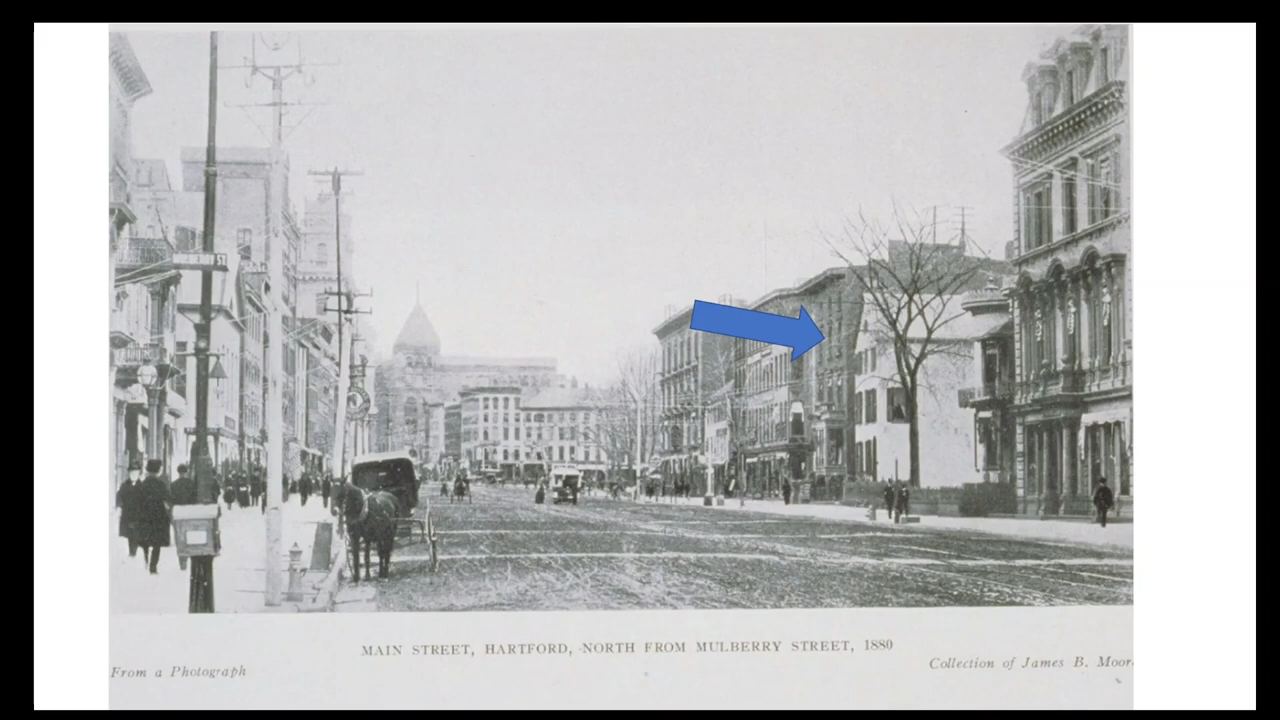 MAIN STREET, HARTFORD, NORTH FROM MULBERRY STREET, 1880
From a Photograph
Collection of James B. Moor